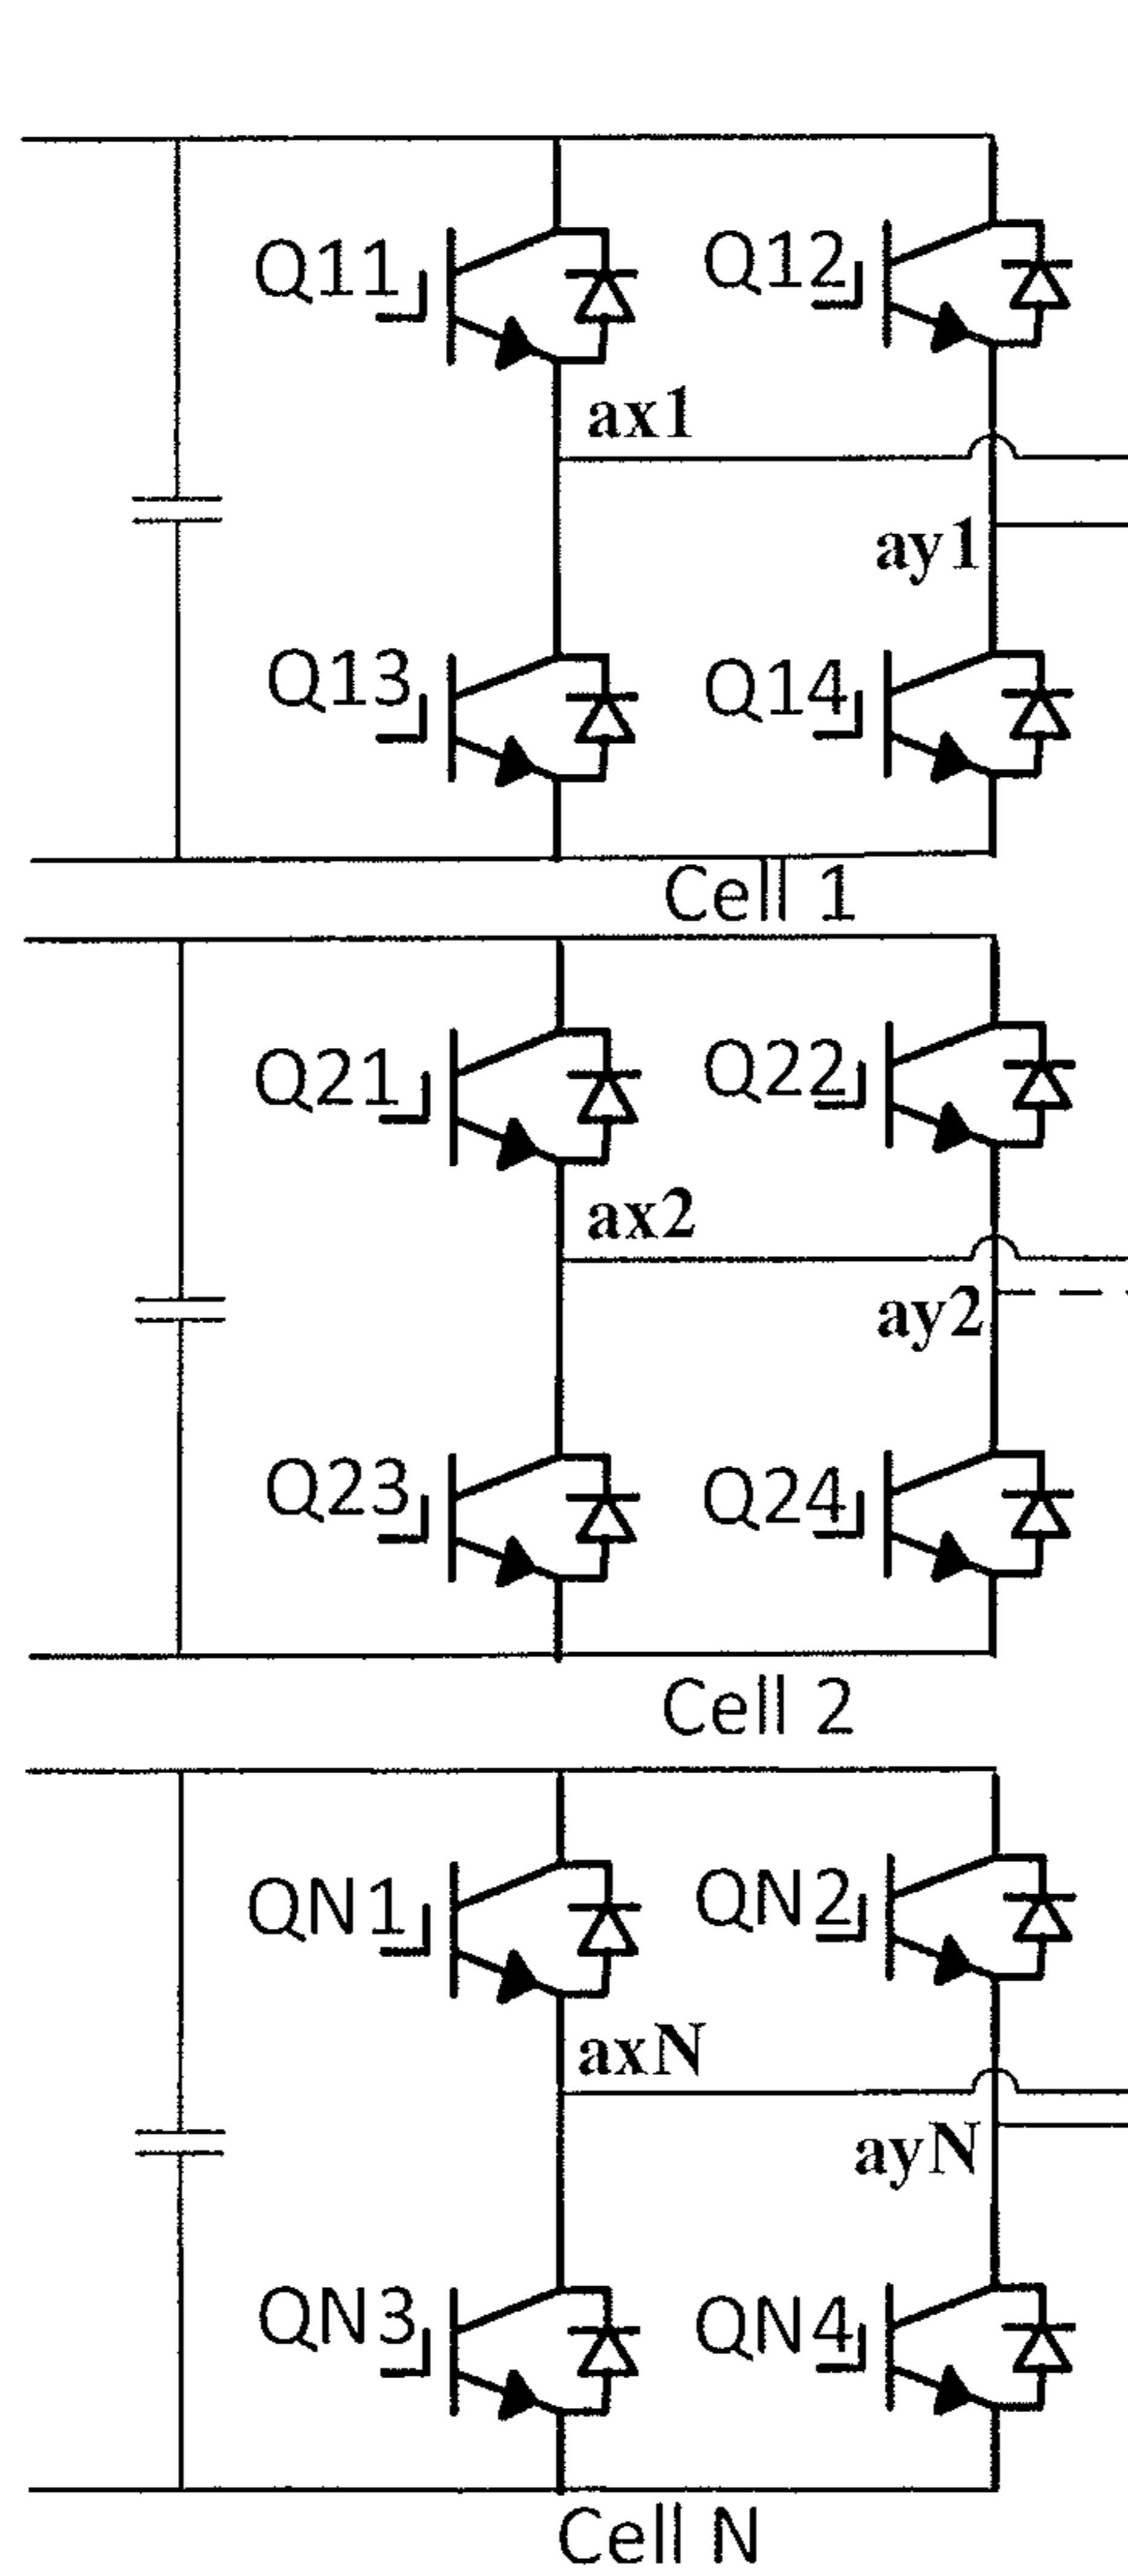 Q11
Q12
ax1
ay1
Q13
Q14
Cell 1
Q21
Q22
ax2
ay2
Q23
Q24
Cell 2
QN1
QN2
axN
ayN
QN3
QN4
Cell N